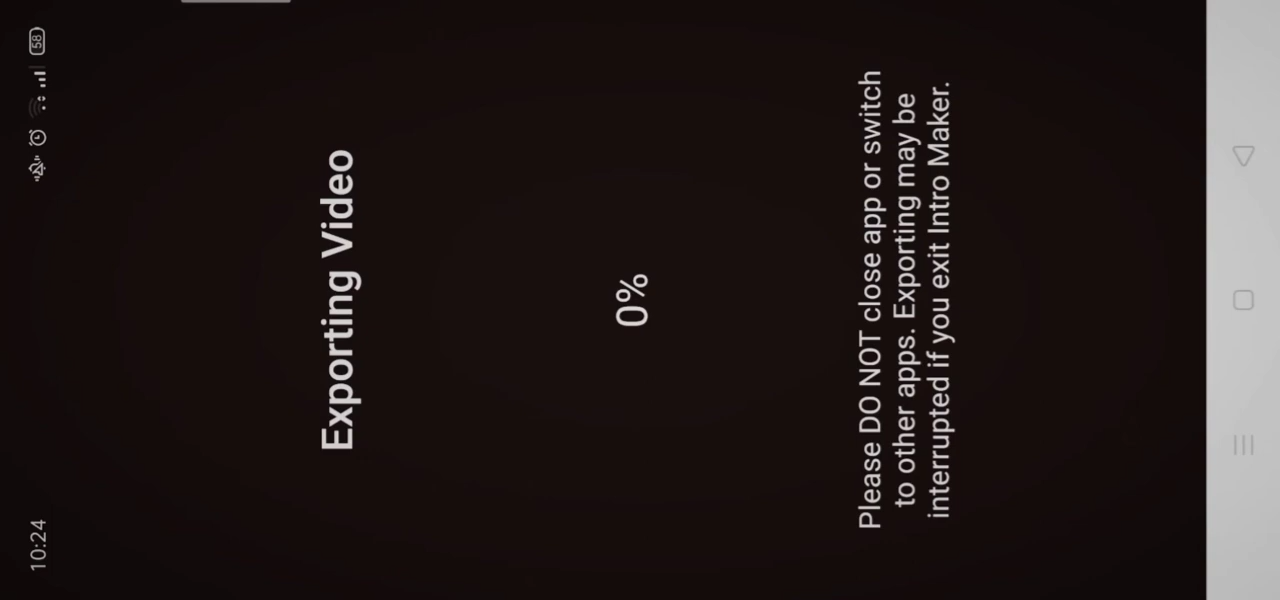 10:24
58
Exporting Video
0%
Please DO NOT close app or switch
to other apps. Exporting may be
interrupted if you exit Intro Maker.